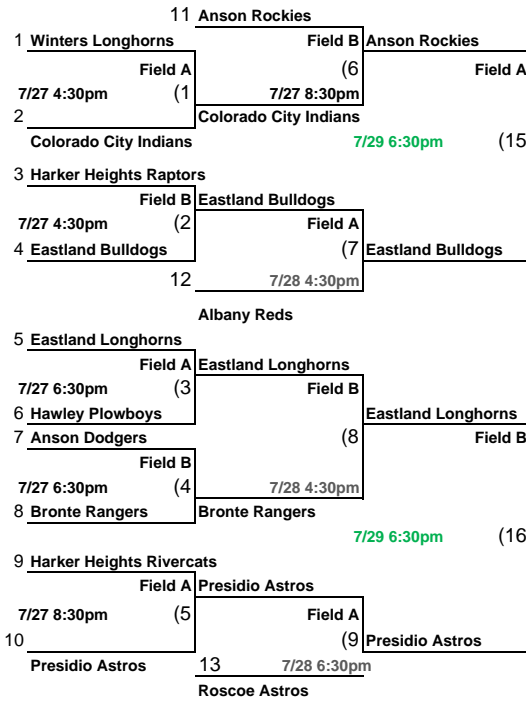 11 Anson Rockies
1 Winters Longhorns Field B Anson Rockies
Field A (6 Field A
7/27 4:30pm (1 7/27 8:30pm
2 Colorado City Indians
Colorado City Indians 7/29 6:30pm (15
3 Harker Heights Raptors
Field B Eastland Bulldogs
7/27 4:30pm (2 Field A
4 Eastland Bulldogs (7 Eastland Bulldogs
12 7/28 4:30pm
Albany Reds
5 Eastland Longhorns
Field A Eastland Longhorns
7/27 6:30pm (3 Field B
6 Hawley Plowboys Eastland Longhorns
7 Anson Dodgers (8 Field B
Field B
7/27 6:30pm (4 7/28 4:30pm
8 Bronte Rangers Bronte Rangers
7/29 6:30pm (16
9 Harker Heights Rivercats
Field A Presidio Astros
7/27 8:30pm (5 Field A
10 (9 Presidio Astros
Presidio Astros 13 7/28 6:30pm
Roscoe Astros